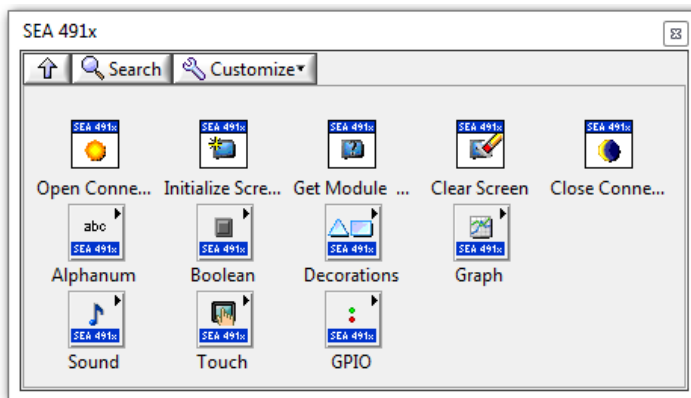 SEA 491x
Search Customize
SEA 491x SEA 491x SEA 491x SEA 491x SEA 491x
Open Conne... Initialize Scre... Get Module ... Clear Screen Close Conne...
abc
SEA 491x SEA 491x SEA 491x SEA 491x
Alphanum Boolean Decorations Graph
SEA 491x SEA 491x SEA 491x
Sound Touch GPIO